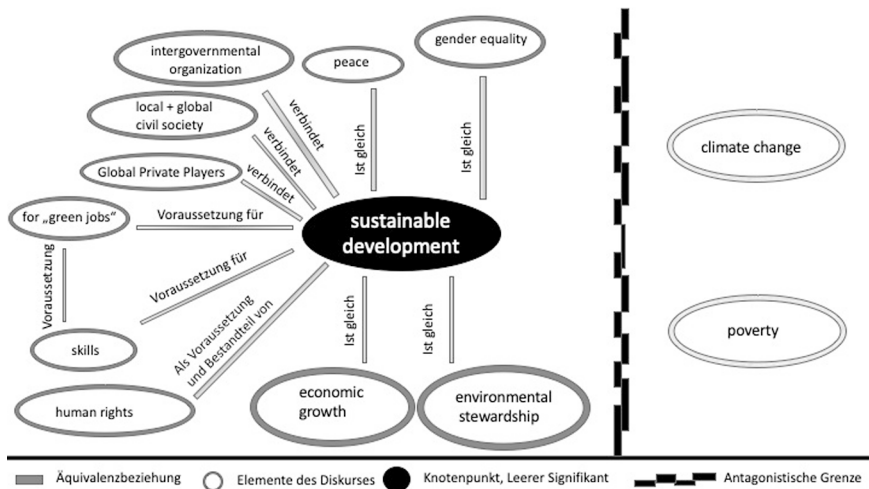 intergovernmental
organization
peace
gender equality
local + global
civil society
Global Private Players
for „green jobs“
skills
human rights
verbindet
verbindet
verbindet
Ist gleich
Ist gleich
Voraussetzung für
Voraussetzung
Voraussetzung für
Als Voraussetzung
und Bestandteil von
sustainable
development
Ist gleich
Ist gleich
economic
growth
environmental
stewardship
climate change
poverty
Äquivalenzbeziehung
Elemente des Diskurses
Knotenpunkt, Leerer Signifikant
Antagonistische Grenze